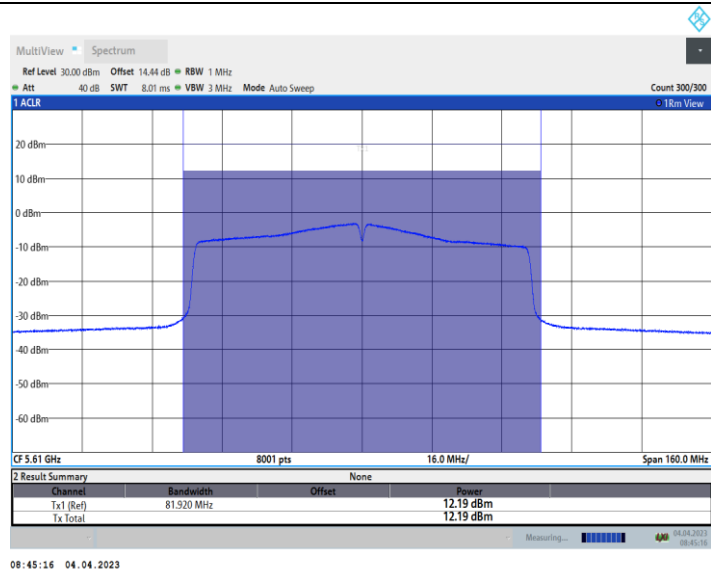 MultiView Spectrum
Ref Level 30.00 dBm Offset 14.44 dB RBW 1 MHz
Att 40 dB SWT 8.01 ms VBW 3 MHz Mode Auto Sweep Count 300/300
1 ACLR 1Rm View
20 dBm
10 dBm
0 dBm
-10 dBm
-20 dBm
-30 dBm
-40 dBm
-50 dBm
-60 dBm
CF 5.61 GHz 8001 pts 16.0 MHz/ Span 160.0 MHz
2 Result Summary None
Channel Bandwidth Offset Power
Tx1 (Ref) 81.920 MHz 12.19 dBm
Tx Total 12.19 dBm
Measuring... 04.04.2023
08:45:16
08:45:16 04.04.2023